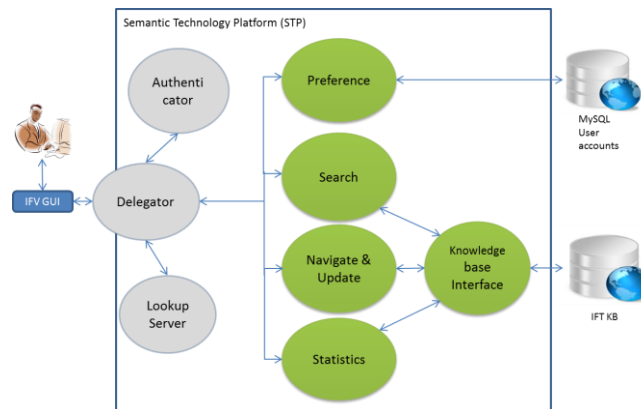 Semantic Technology Platform (STP)
Authenti
cator
Preference
MySQL
User
accounts
Search
IFV GUI
Delegator
Navigate &
Update
Knowledge
base
Interface
Lookup
Server
IFT KB
Statistics